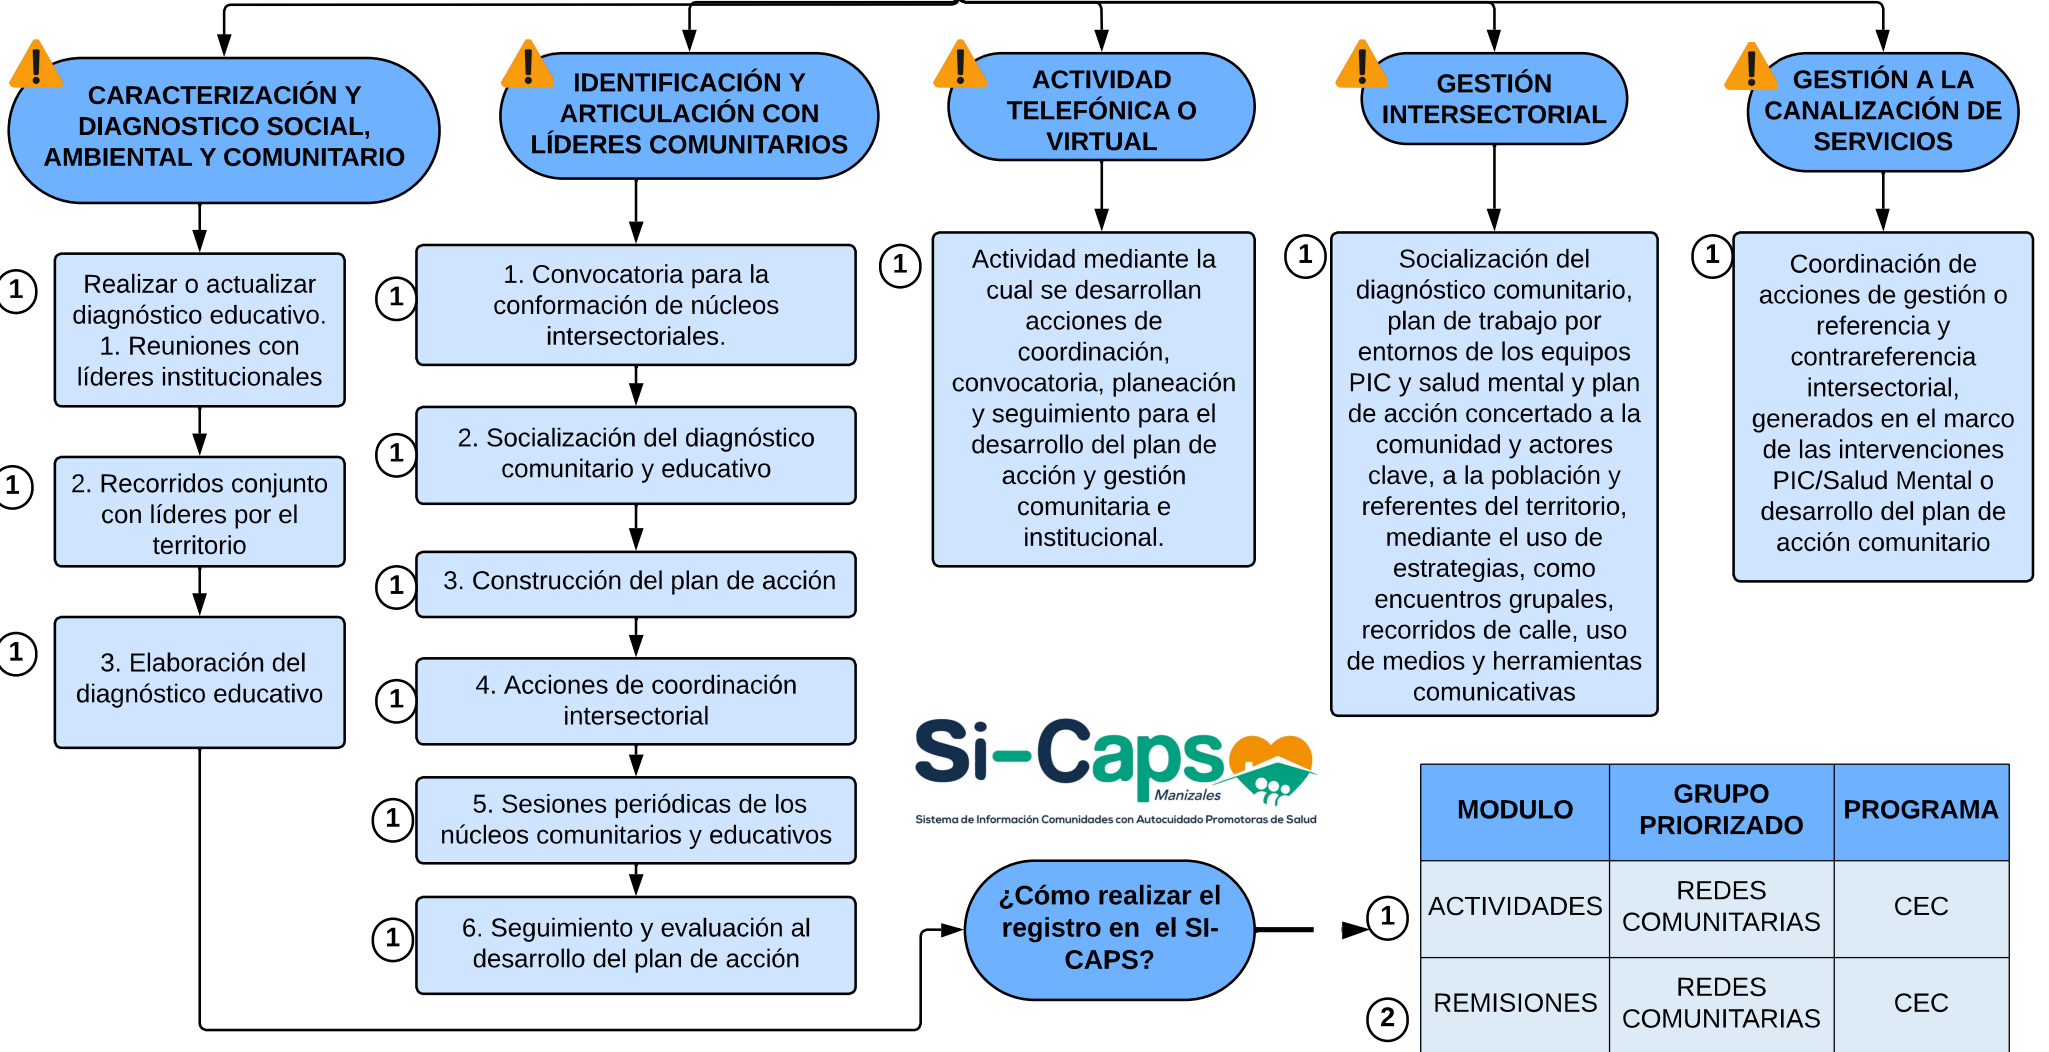 CARACTERIZACIÓN Y
DIAGNOSTICO SOCIAL,
AMBIENTAL Y COMUNITARIO
1
Realizar o actualizar
diagnóstico educativo.
1. Reuniones con
líderes institucionales
1
2. Recorridos conjunto
con líderes por el
territorio
1
3. Elaboración del
diagnóstico educativo
IDENTIFICACIÓN Y
ARTICULACIÓN CON
LÍDERES COMUNITARIOS
1
1. Convocatoria para la
conformación de núcleos
intersectoriales.
1
2. Socialización del diagnóstico
comunitario y educativo
1
3. Construcción del plan de acción
1
4. Acciones de coordinación
intersectorial
1
5. Sesiones periódicas de los
núcleos comunitarios y educativos
1
6. Seguimiento y evaluación al
desarrollo del plan de acción
ACTIVIDAD
TELEFÓNICA O
VIRTUAL
1
Actividad mediante la
cual se desarrollan
acciones de
coordinación,
convocatoria, planeación
y seguimiento para el
desarrollo del plan de
acción y gestión
comunitaria e
institucional.
GESTIÓN
INTERSECTORIAL
1
Socialización del
diagnóstico comunitario,
plan de trabajo por
entornos de los equipos
PIC y salud mental y plan
de acción concertado a la
comunidad y actores
clave, a la población y
referentes del territorio,
mediante el uso de
estrategias, como
encuentros grupales,
recorridos de calle, uso
de medios y herramientas
comunicativas
GESTIÓN A LA
CANALIZACIÓN DE
SERVICIOS
1
Coordinación de
acciones de gestión o
referencia y
contrareferencia
intersectorial,
generados en el marco
de las intervenciones
PIC/Salud Mental o
desarrollo del plan de
acción comunitario
Si-Caps
Manizales
Sistema de Información Comunidades con Autocuidado Promotoras de Salud
¿Cómo realizar el
registro en el SI-
CAPS?
MODULO GRUPO PRIORIZADO PROGRAMA
1 ACTIVIDADES REDES COMUNITARIAS CEC
2 REMISIONES REDES COMUNITARIAS CEC